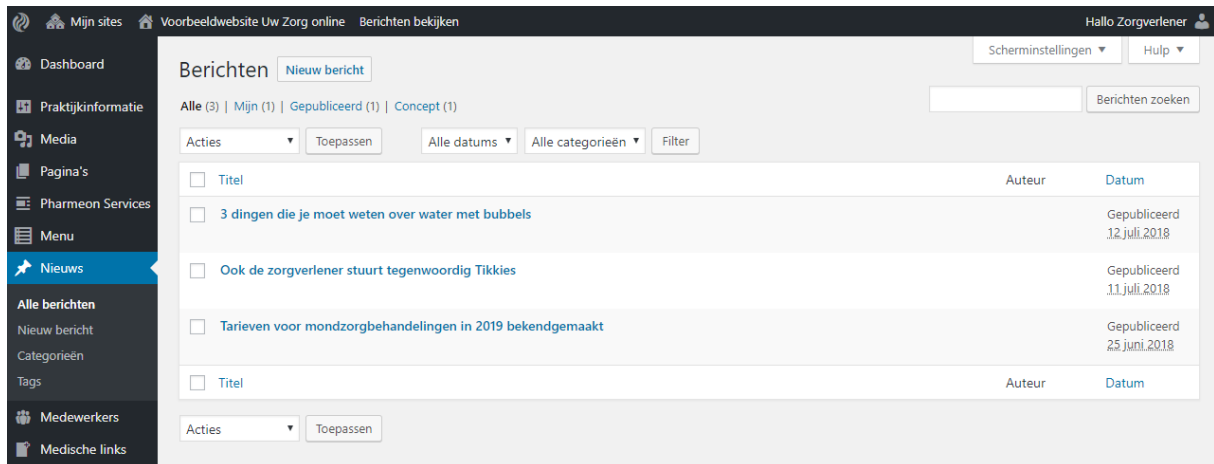 Mijn sites Voorbeeldwebsite Uw Zorg online Berichten bekijken Hallo Zorgverlener
Scherminstellingen ▼ Hulp ▼
Dashboard
Praktijkinformatie
Media
Pagina's
Pharmeon Services
Menu
Nieuws
Alle berichten
Nieuw bericht
Categorieën
Tags
Medewerkers
Medische links
Berichten Nieuw bericht
Alle (3) | Mijn (1) | Gepubliceerd (1) | Concept (1)
Berichten zoeken
Acties ▼ Toepassen Alle datums ▼ Alle categorieën ▼ Filter
Titel Auteur Datum
3 dingen die je moet weten over water met bubbels Gepubliceerd
12 juli 2018
Ook de zorgverlener stuurt tegenwoordig Tikkies Gepubliceerd
11 juli 2018
Tarieven voor mondzorgbehandelingen in 2019 bekendgemaakt Gepubliceerd
25 juni 2018
Titel Auteur Datum
Acties ▼ Toepassen